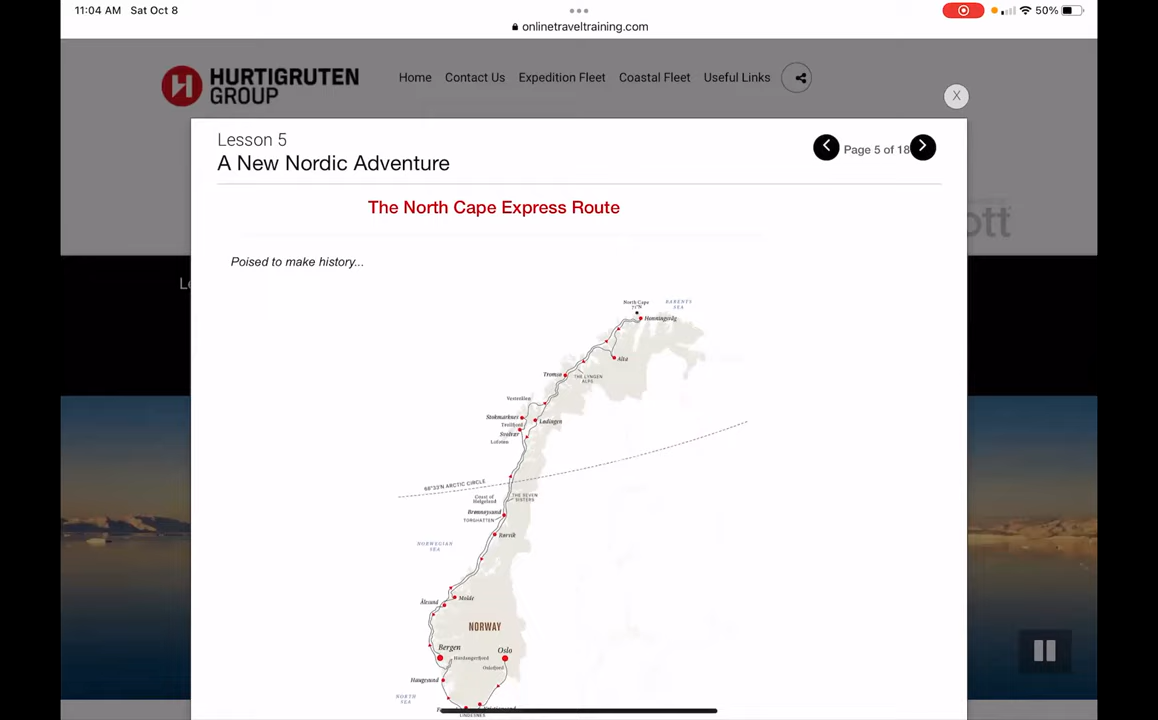 11:04 AM Sat Oct 8
50%
onlinetraveltraining.com
HURTIGRUTEN
GROUP
Home Contact Us Expedition Fleet Coastal Fleet Useful Links
X
Lesson 5
A New Nordic Adventure
Page 5 of 18
The North Cape Express Route
ott
Le
Poised to make history...
North Cape
71°N
BARENTS
SEA
Honningsvåg
Alta
Tromsø
THE LYNGEN
ALPS
Vesterålen
Stokmarknes
Trollfjord
Lødingen
Svolvær
Lofoten
66°33'N ARCTIC CIRCLE
Coast of
Helgeland
THE SEVEN
SISTERS
Brønnøysund
TORGHATTEN
Rørvik
NORWEGIAN
SEA
Ålesund
Molde
NORWAY
Bergen
Oslo
Hardangerfjord
Oslofjord
Haugesund
NORTH
SEA
LINDESNES